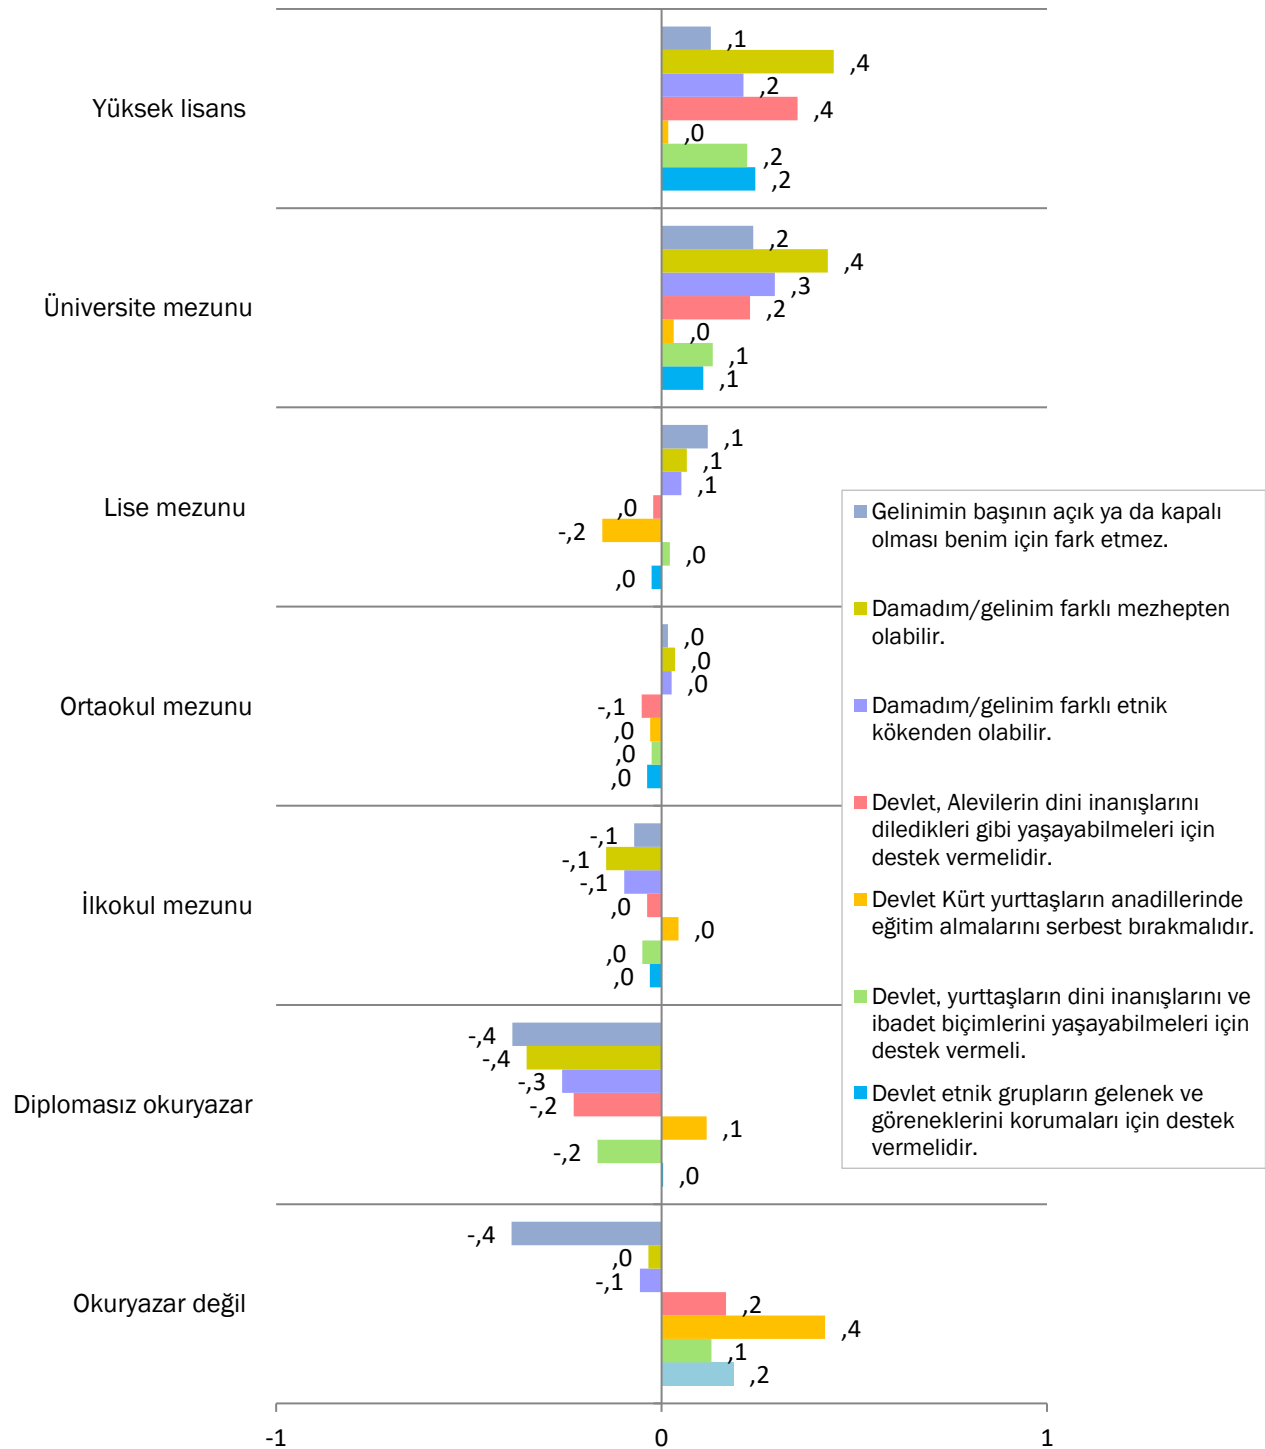 Yüksek lisans
,1
,4
,2
,4
,0
,2
,2
Üniversite mezunu
,2
,4
,3
,2
,0
,1
,1
Lise mezunu
,1
,1
,1
,0
-,2
,0
,0
Ortaokul mezunu
,0
,0
,0
-,1
,0
,0
,0
İlkokul mezunu
-,1
-,1
-,1
,0
,0
,0
,0
Diplomasız okuryazar
-,4
-,4
-,3
-,2
,1
-,2
,0
Okuryazar değil
-,4
,0
-,1
,2
,4
,1
,2
-1
0
1
Gelinimin başının açık ya da kapalı
olması benim için fark etmez.
Damadım/gelinim farklı mezhepten
olabilir.
Damadım/gelinim farklı etnik
kökenden olabilir.
Devlet, Alevilerin dini inanışlarını
diledikleri gibi yaşayabilmeleri için
destek vermelidir.
Devlet Kürt yurttaşların anadillerinde
eğitim almalarını serbest bırakmalıdır.
Devlet, yurttaşların dini inanışlarını ve
ibadet biçimlerini yaşayabilmeleri için
destek vermeli.
Devlet etnik grupların gelenek ve
göreneklerini korumaları için destek
vermelidir.